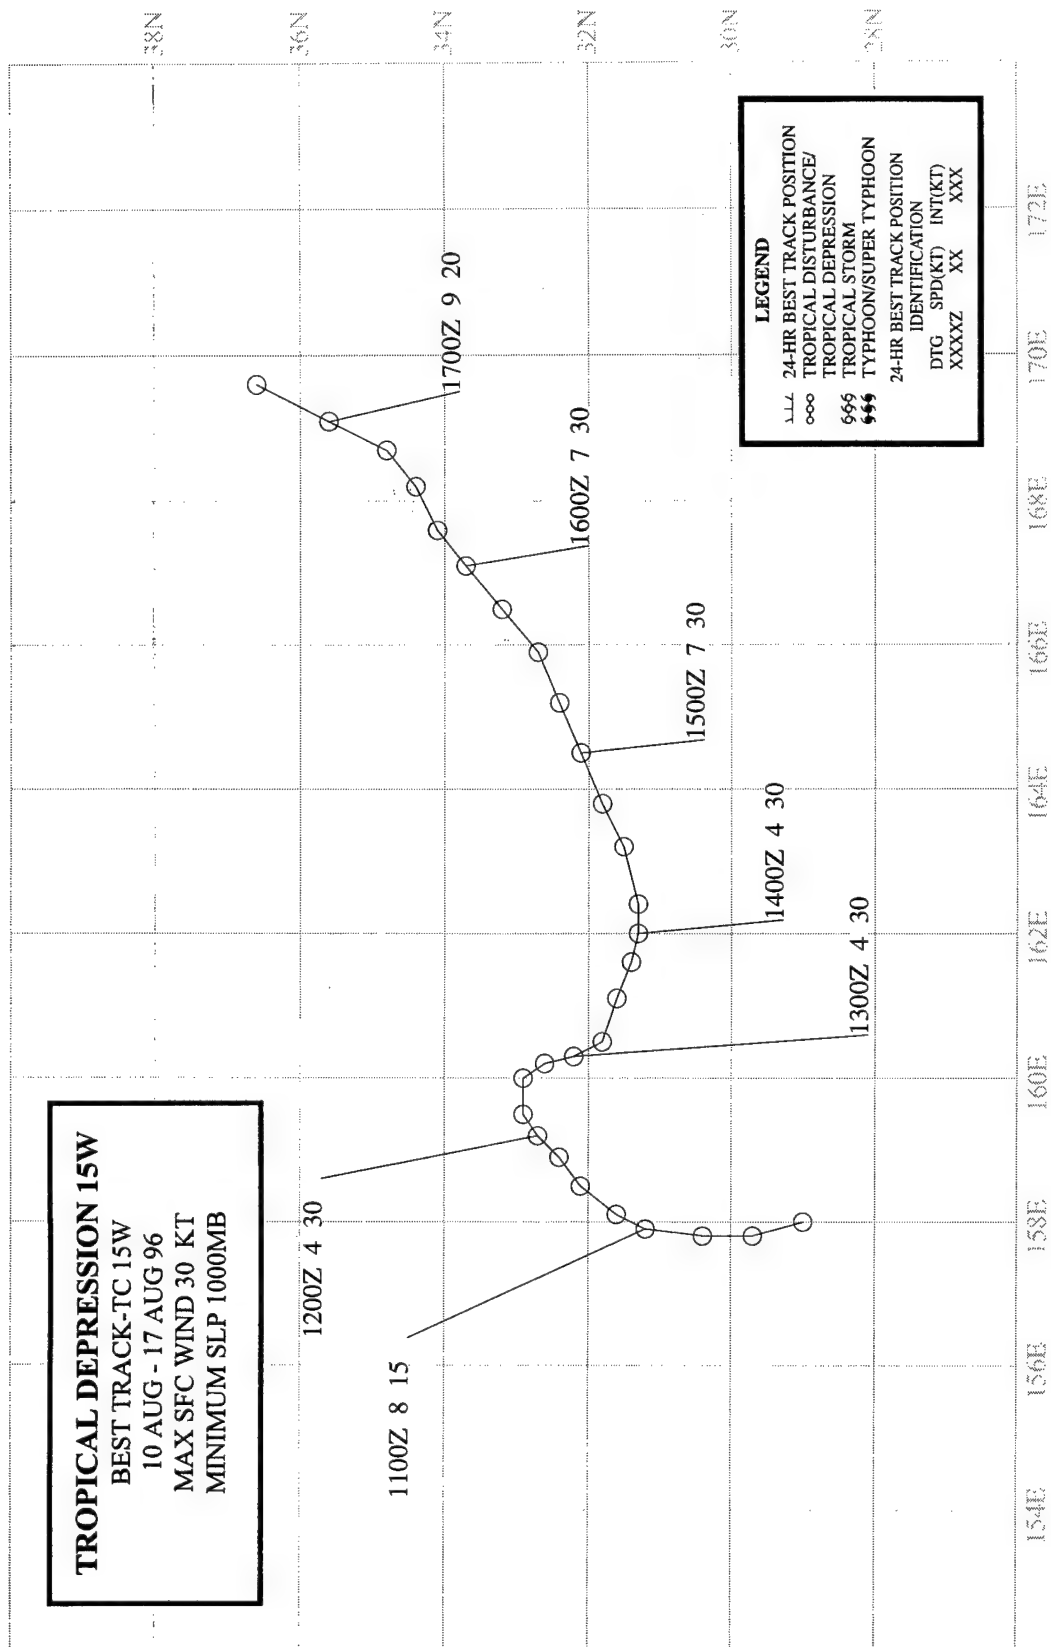 TROPICAL DEPRESSION 15W
BEST TRACK-TC 15W
10 AUG - 17 AUG 96
MAX SFC WIND 30 KT
MINIMUM SLP 1000MB
38N
36N
34N
32N
30N
28N
1200Z 4 30
1100Z 8 15
1300Z 4 30
1400Z 4 30
1500Z 7 30
1600Z 7 30
1700Z 9 20
LEGEND
24-HR BEST TRACK POSITION
TROPICAL DISTURBANCE/
TROPICAL DEPRESSION
TROPICAL STORM
TYPHOON/SUPER TYPHOON
24-HR BEST TRACK POSITION
IDENTIFICATION
DTG SPD(KT) INT(KT)
XXXXZ XX XXX
154E 156E 158E 160E 162E 164E 166E 168E 170E 172E